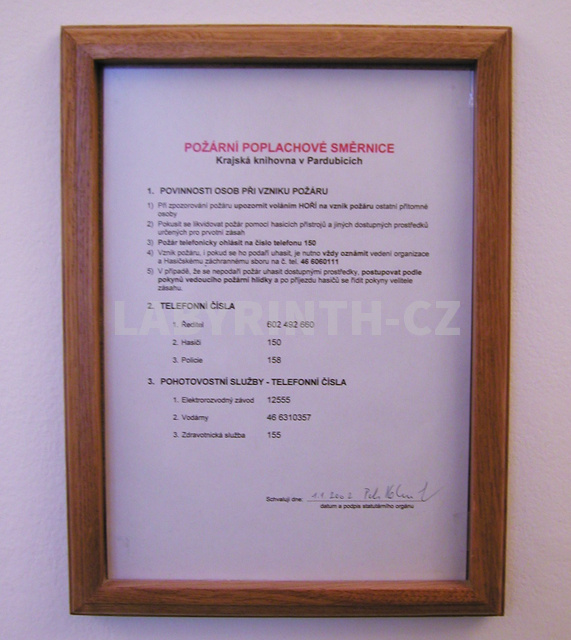 POŽÁRNÍ POPLACHOVÉ SMĚRNICE
Krajská knihovna v Pardubicích
1. POVINNOSTI OSOB PŘI VZNIKU POŽÁRU
1) Při zpozorování požáru upozornit voláním HOŘÍ na vznik požáru ostatní přítomné
osoby
2) Pokusit se likvidovat požár pomocí hasicích přístrojů a jiných dostupných prostředků
určených pro prvotní zásah
3) Požár telefonicky ohlásit na číslo telefonu 150
4) Vznik požáru, i pokud se ho podaří uhasit, je nutno vždy oznámit vedení organizace
a Hasičskému záchrannému sboru na č. tel. 46 6060111
5) V případě, že se nepodaří požár uhasit dostupnými prostředky, postupovat podle
pokynů vedoucího požární hlídky a po příjezdu hasičů se řídit pokyny velitele
zásahu.
2. TELEFONNÍ ČÍSLA
LABYRINTH-CZ
1. Ředitel 602 492 660
2. Hasiči 150
3. Policie 158
3. POHOTOVOSTNÍ SLUŽBY - TELEFONNÍ ČÍSLA
1. Elektrorozvodný závod 12555
2. Vodárny 46 6310357
3. Zdravotnická služba 155
Schvaluji dne: 1.1.2002
datum a podpis statutárního orgánu